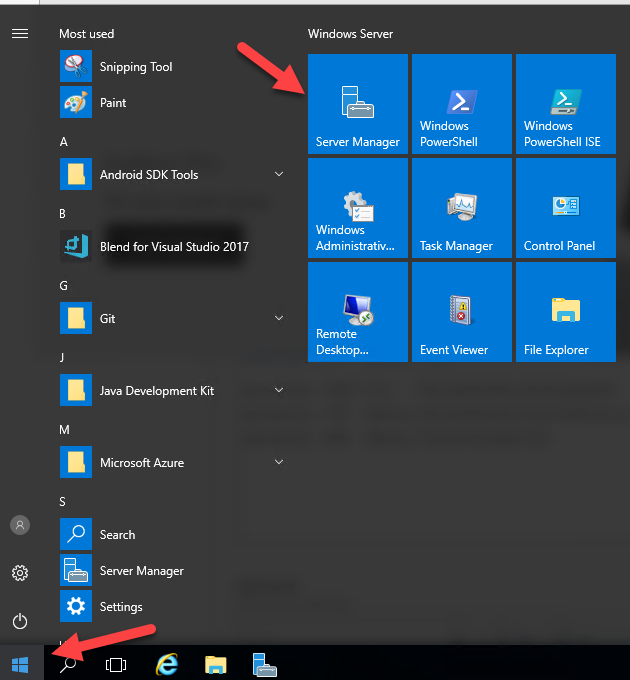 Most used
Snipping Tool
Paint
A
Android SDK Tools
B
Blend for Visual Studio 2017
G
Git
J
Java Development Kit
M
Microsoft Azure
S
Search
Server Manager
Settings
Windows Server
Server Manager
Windows
PowerShell
Windows
PowerShell ISE
Windows
Administrativ...
Task Manager
Control Panel
Remote
Desktop...
Event Viewer
File Explorer